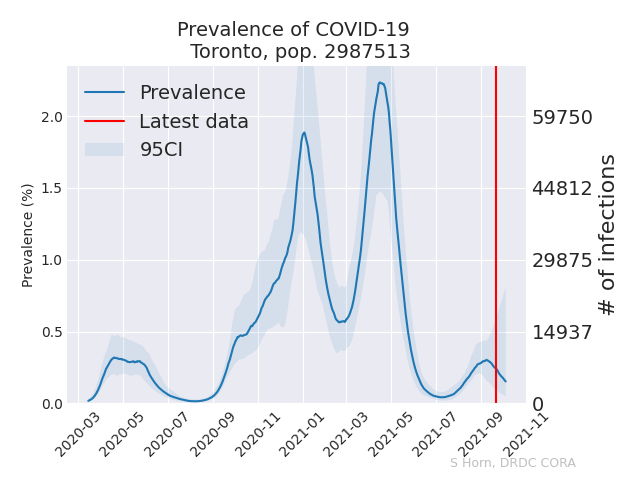 Prevalence of COVID-19
Toronto, pop. 2987513
Prevalence
Latest data
95CI
Prevalence (%)
2.0
1.5
1.0
0.5
0.0
59750
44812
29875
14937
0
# of infections
2020-03
2020-05
2020-07
2020-09
2020-11
2021-01
2021-03
2021-05
2021-07
2021-09
2021-11
S Horn, DRDC CORA